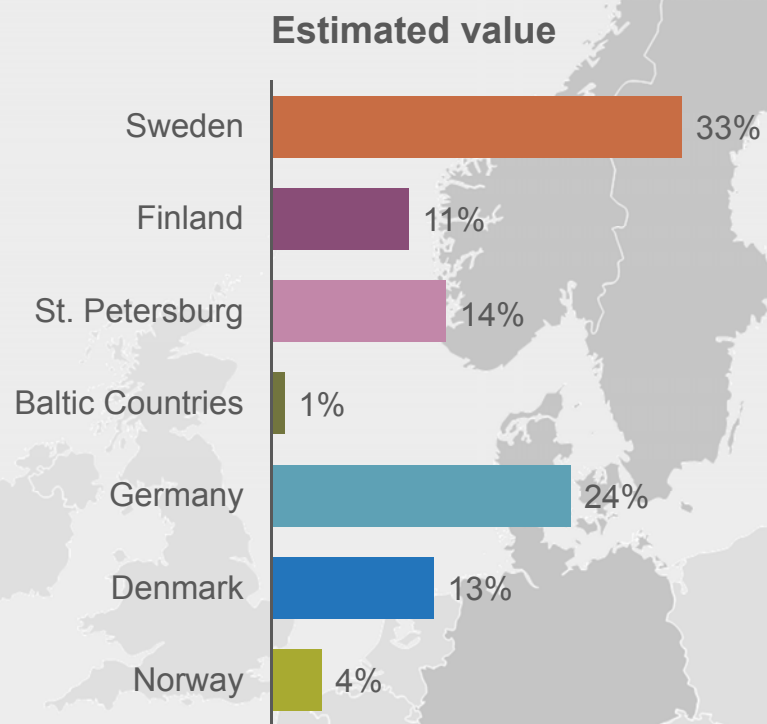 Estimated value
Sweden 33%
Finland 11%
St. Petersburg 14%
Baltic Countries 1%
Germany 24%
Denmark 13%
Norway 4%